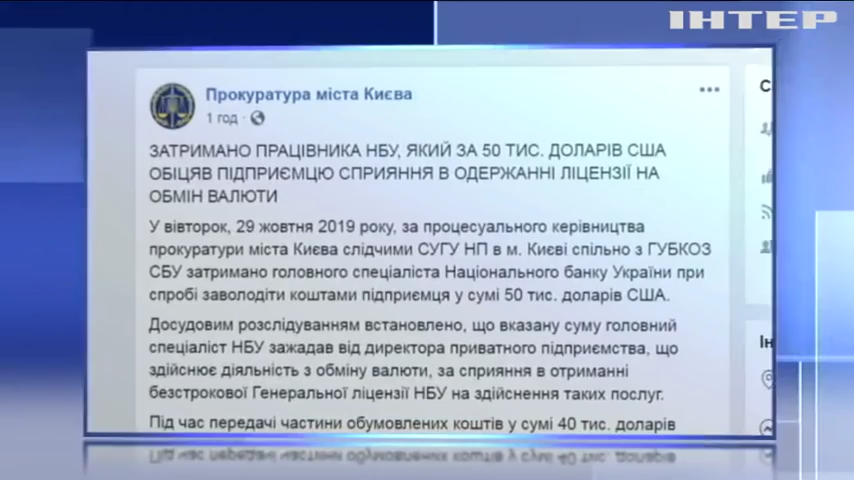 ІНТЕР
Прокуратура міста Києва
1 год ·
ЗАТРИМАНО ПРАЦІВНИКА НБУ, ЯКИЙ ЗА 50 ТИС. ДОЛАРІВ США
ОБІЦЯВ ПІДПРИЄМЦЮ СПРИЯННЯ В ОДЕРЖАННІ ЛІЦЕНЗІЇ НА
ОБМІН ВАЛЮТИ
У вівторок, 29 жовтня 2019 року, за процесуального керівництва
прокуратури міста Києва слідчими СУГУ НП в м. Києві спільно з ГУБКОЗ
СБУ затримано головного спеціаліста Національного банку України при
спробі заволодіти коштами підприємця у сумі 50 тис. доларів США.
Досудовим розслідуванням встановлено, що вказану суму головний
спеціаліст НБУ зажадав від директора приватного підприємства, що
здійснює діяльність з обміну валюти, за сприяння в отриманні
безстрокової Генеральної ліцензії НБУ на здійснення таких послуг.
Під час передачі частини обумовлених коштів у сумі 40 тис. доларів